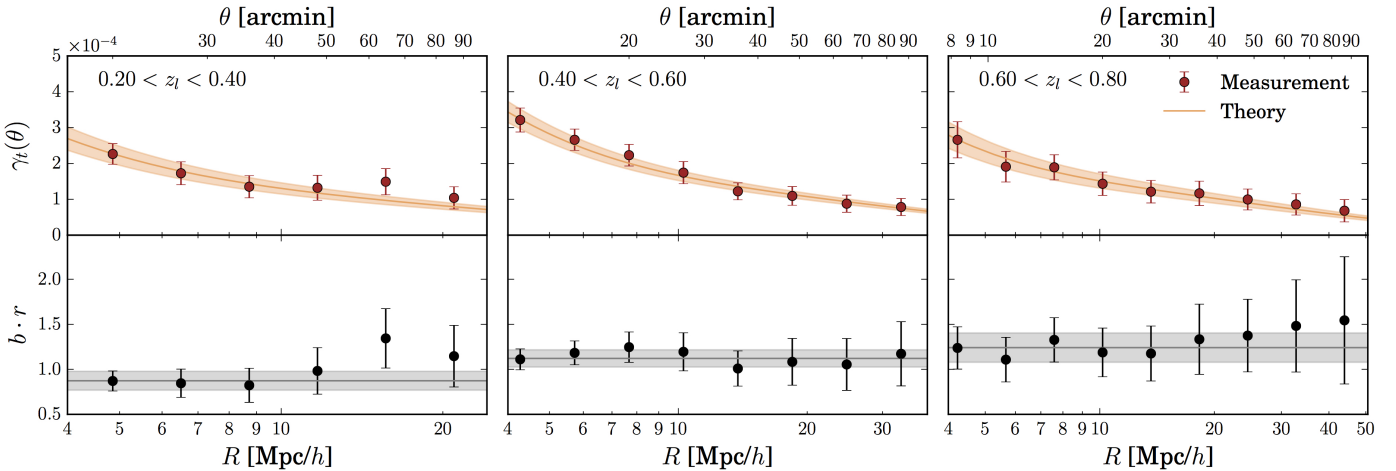 θ [arcmin] θ [arcmin] θ [arcmin]
×10⁻⁴ 30 40 50 60 70 80 90 20 30 40 50 60 70 80 90 8 9 10 20 30 40 50 60 70 80 90
5
4
3
2
1
0
γₜ(θ)
0.20 < zₗ < 0.40
0.40 < zₗ < 0.60
0.60 < zₗ < 0.80
Measurement
Theory
2.0
1.5
1.0
0.5
b · r
4 5 6 7 8 9 10 20 4 5 6 7 8 9 10 20 30 4 5 6 7 8 9 10 20 30 40 50
R [Mpc/h] R [Mpc/h] R [Mpc/h]